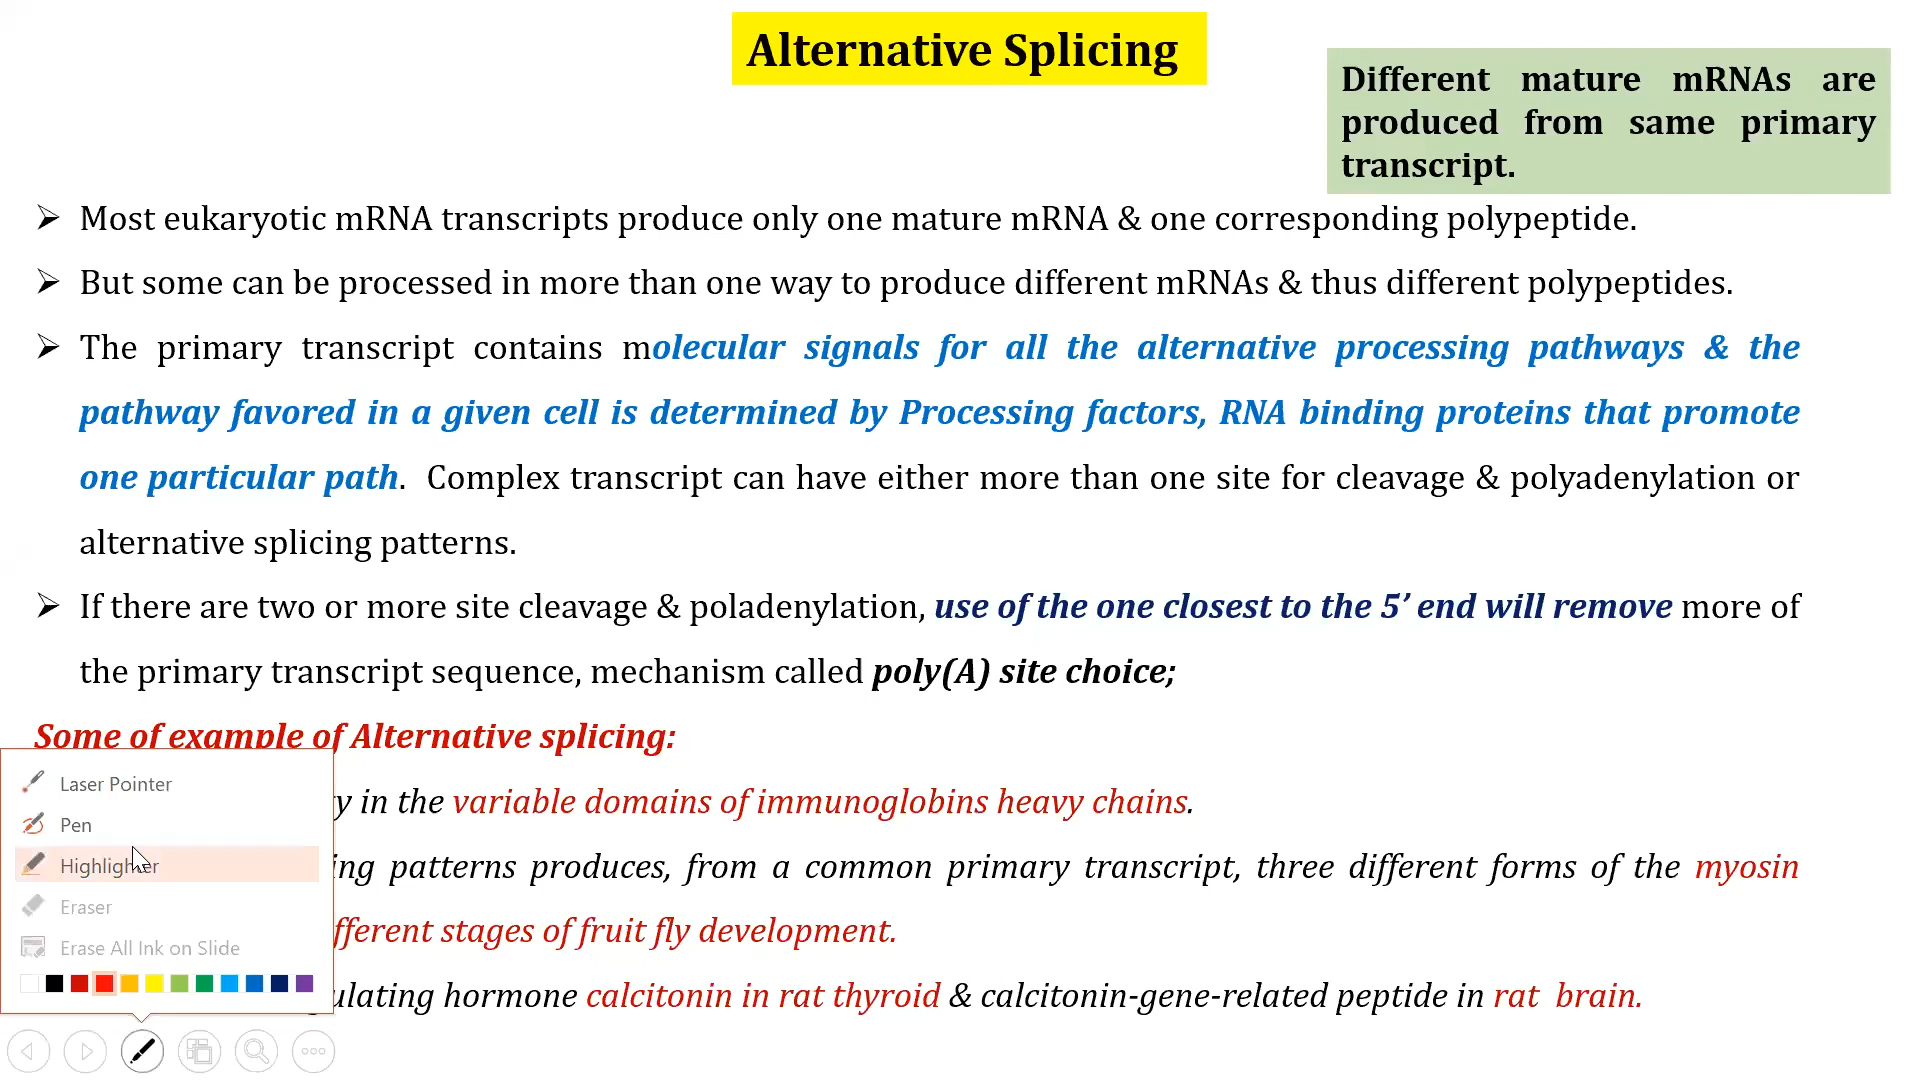 Alternative Splicing
Different mature mRNAs are
produced from same primary
transcript.
➢ Most eukaryotic mRNA transcripts produce only one mature mRNA & one corresponding polypeptide.
➢ But some can be processed in more than one way to produce different mRNAs & thus different polypeptides.
➢ The primary transcript contains molecular signals for all the alternative processing pathways & the
pathway favored in a given cell is determined by Processing factors, RNA binding proteins that promote
one particular path. Complex transcript can have either more than one site for cleavage & polyadenylation or
alternative splicing patterns.
➢ If there are two or more site cleavage & poladenylation, use of the one closest to the 5’ end will remove more of
the primary transcript sequence, mechanism called poly(A) site choice;
Some of example of Alternative splicing:
y in the variable domains of immunoglobins heavy chains.
ing patterns produces, from a common primary transcript, three different forms of the myosin
fferent stages of fruit fly development.
ulating hormone calcitonin in rat thyroid & calcitonin-gene-related peptide in rat brain.
Laser Pointer
Pen
Highlighter
Eraser
Erase All Ink on Slide